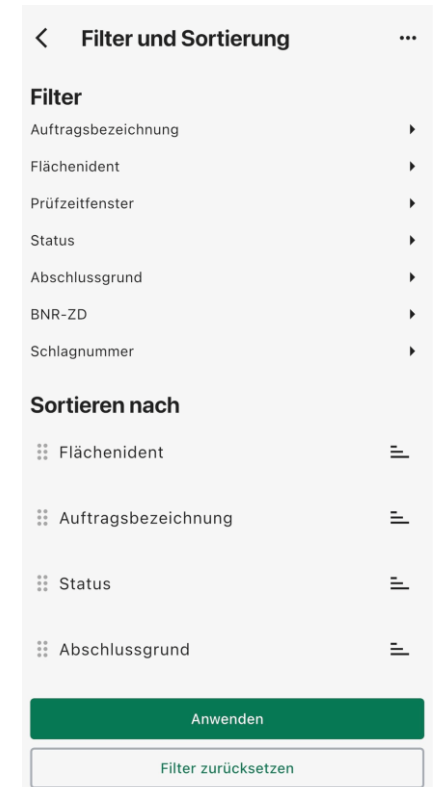 Filter und Sortierung
Filter
Auftragsbezeichnung
Flächenident
Prüfzeitfenster
Status
Abschlussgrund
BNR-ZD
Schlagnummer
Sortieren nach
Flächenident
Auftragsbezeichnung
Status
Abschlussgrund
Anwenden
Filter zurücksetzen